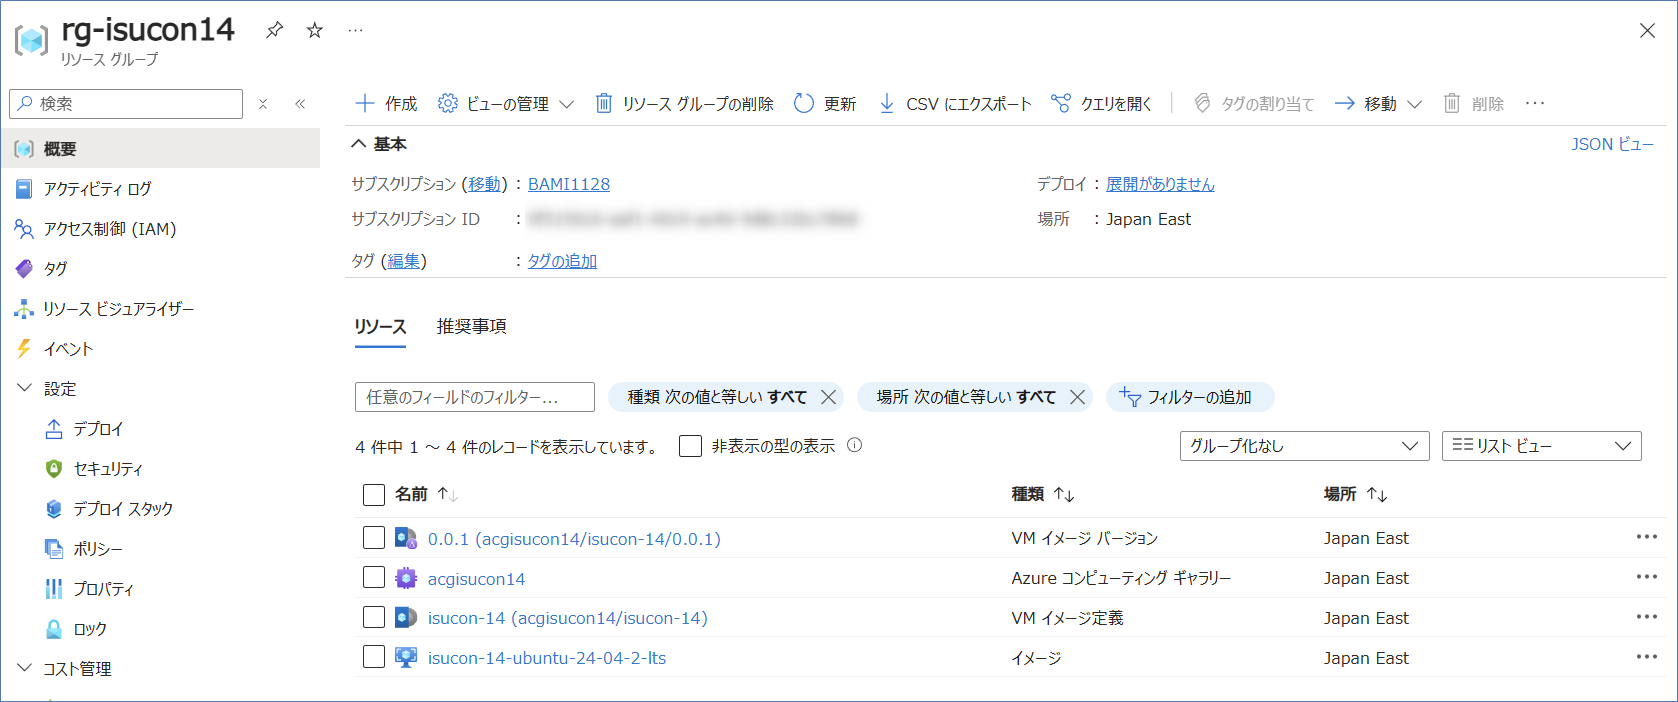 rg-isucon14
リソース グループ
検索
作成 ビューの管理 リソース グループの削除 更新 CSV にエクスポート クエリを開く タグの割り当て 移動 削除
概要
アクティビティ ログ
アクセス制御 (IAM)
タグ
リソース ビジュアライザー
イベント
設定
デプロイ
セキュリティ
デプロイ スタック
ポリシー
プロパティ
ロック
コスト管理
基本
JSON ビュー
サブスクリプション (移動) : BAMI1128
デプロイ : 展開がありません
サブスクリプション ID :
場所 : Japan East
タグ (編集) : タグの追加
リソース 推奨事項
任意のフィールドのフィルター... 種類 次の値と等しい すべて 場所 次の値と等しい すべて フィルターの追加
4 件中 1 ～ 4 件のレコードを表示しています。 非表示の型の表示 グループ化なし リスト ビュー
名前 ↑↓ 種類 ↑↓ 場所 ↑↓
0.0.1 (acgisucon14/isucon-14/0.0.1) VM イメージ バージョン Japan East
acgisucon14 Azure コンピューティング ギャラリー Japan East
isucon-14 (acgisucon14/isucon-14) VM イメージ定義 Japan East
isucon-14-ubuntu-24-04-2-lts イメージ Japan East